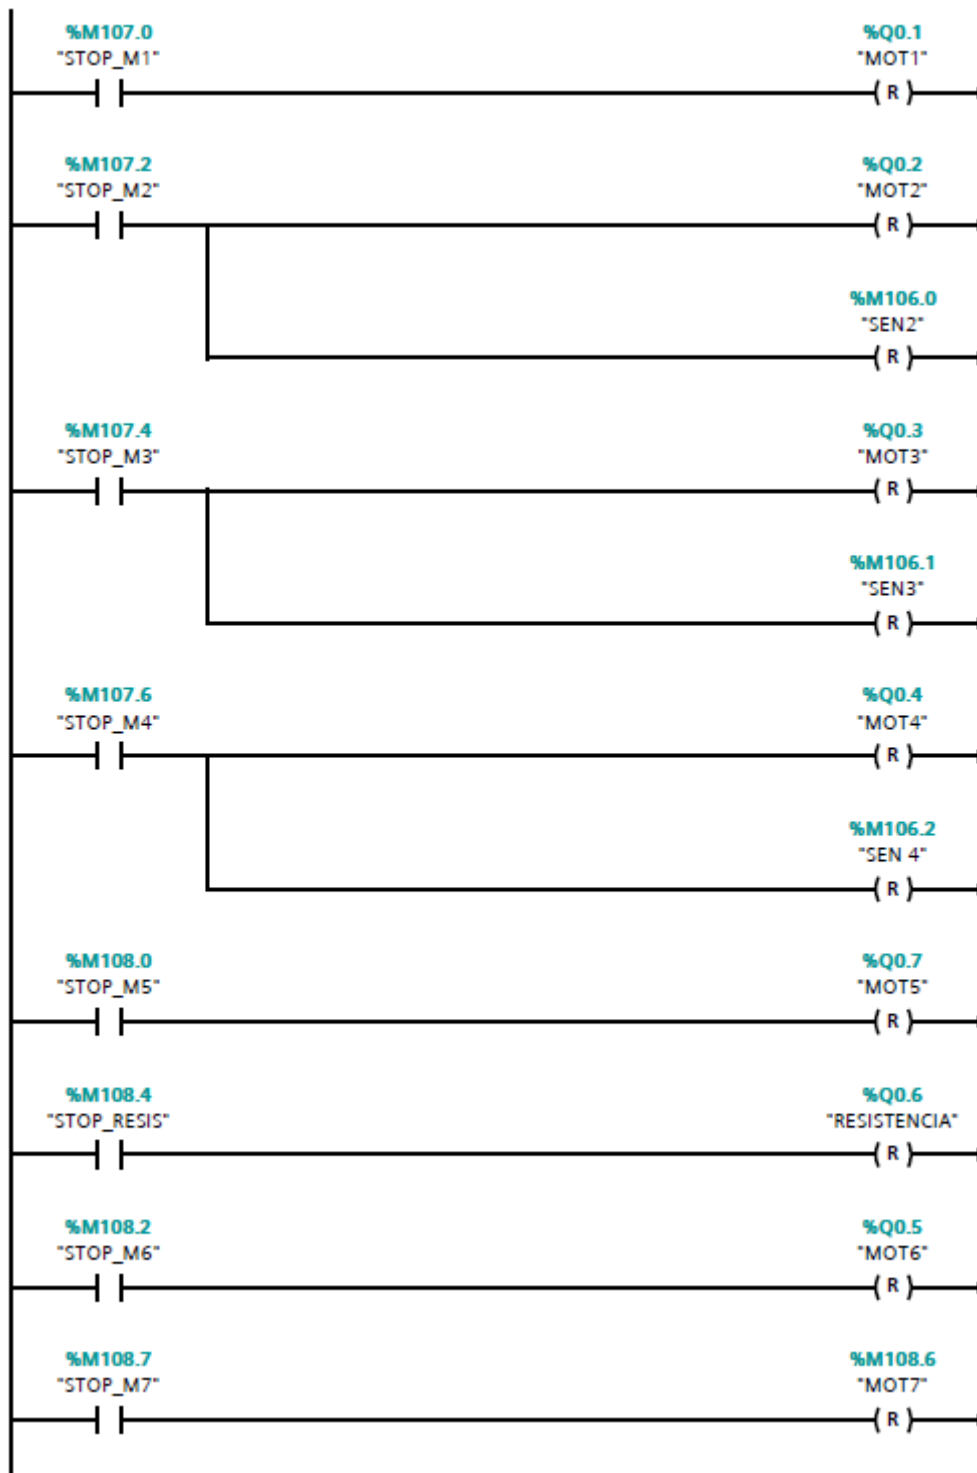 %M107.0
"STOP_M1"
%Q0.1
"MOT1"
R
%M107.2
"STOP_M2"
%Q0.2
"MOT2"
R
%M106.0
"SEN2"
R
%M107.4
"STOP_M3"
%Q0.3
"MOT3"
R
%M106.1
"SEN3"
R
%M107.6
"STOP_M4"
%Q0.4
"MOT4"
R
%M106.2
"SEN 4"
R
%M108.0
"STOP_M5"
%Q0.7
"MOT5"
R
%M108.4
"STOP_RESIS"
%Q0.6
"RESISTENCIA"
R
%M108.2
"STOP_M6"
%Q0.5
"MOT6"
R
%M108.7
"STOP_M7"
%M108.6
"MOT7"
R